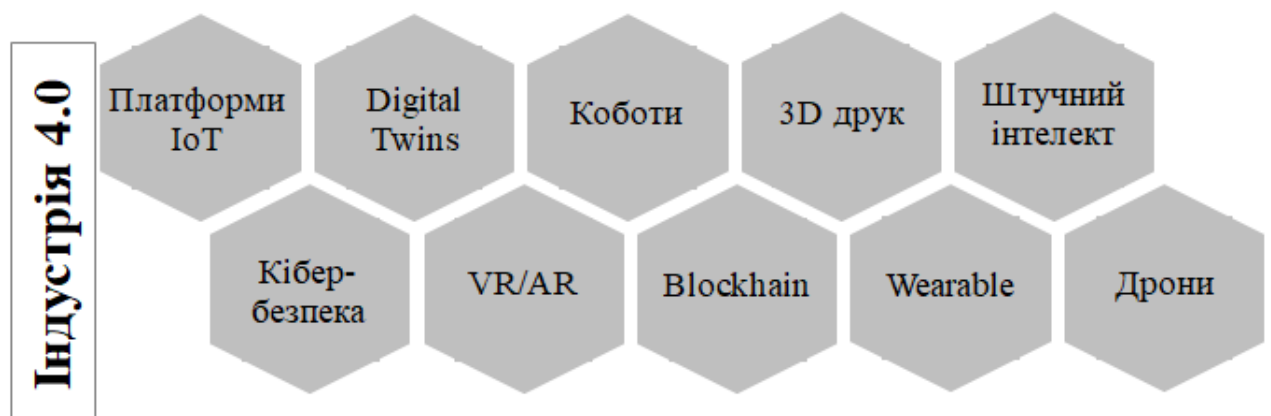 Індустрія 4.0
Платформи
IoT
Digital
Twins
Коботи
3D друк
Штучний
інтелект
Кібер-
безпека
VR/AR
Blockhain
Wearable
Дрони